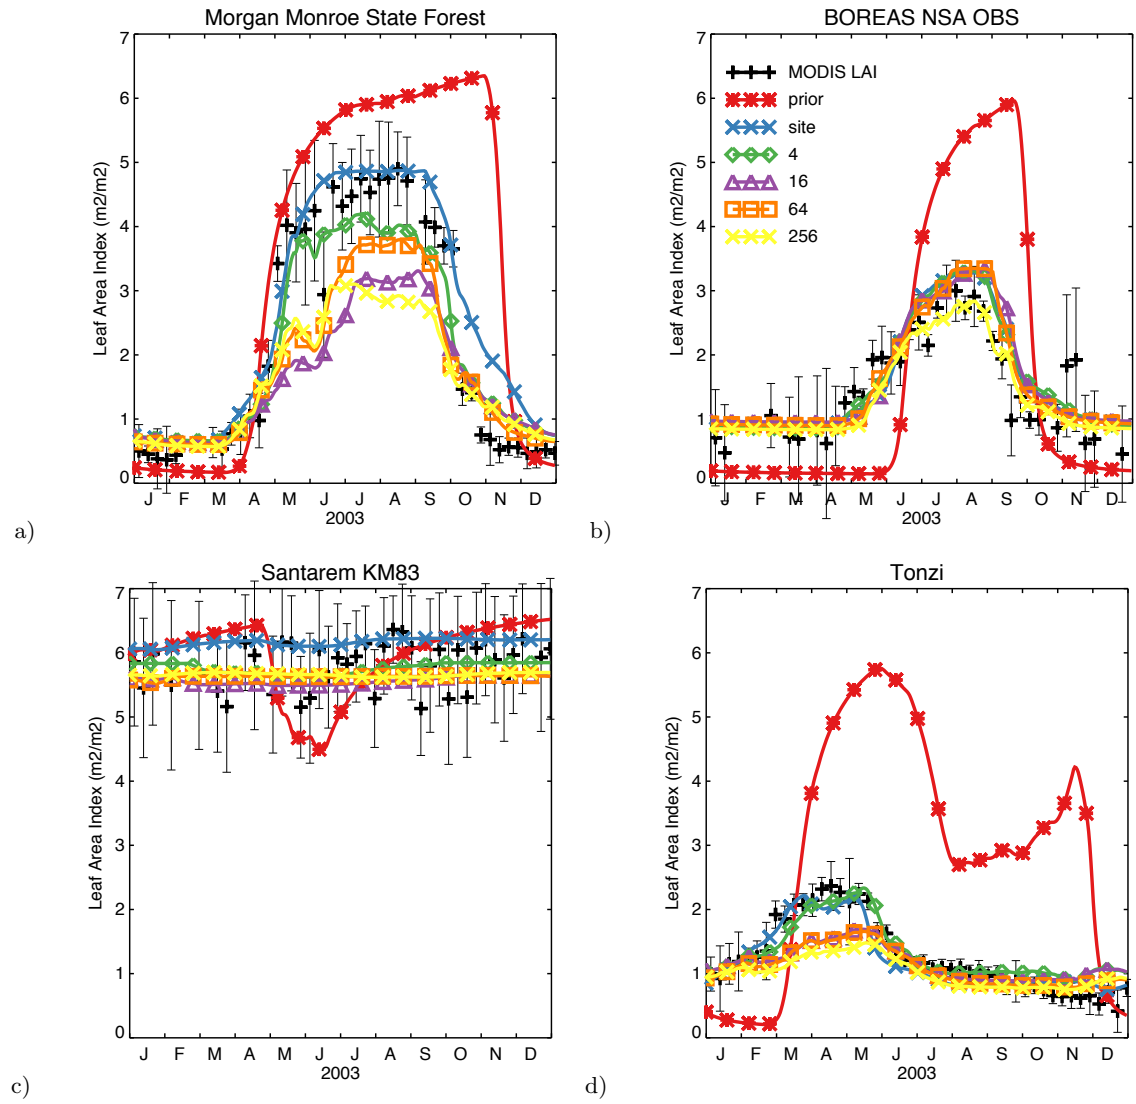 Morgan Monroe State Forest
7
6
5
4
3
2
1
0
Leaf Area Index (m2/m2)
J F M A M J J A S O N D
2003
a)
BOREAS NSA OBS
7
6
5
4
3
2
1
0
Leaf Area Index (m2/m2)
MODIS LAI
prior
site
4
16
64
256
J F M A M J J A S O N D
2003
b)
Santarem KM83
7
6
5
4
3
2
1
0
Leaf Area Index (m2/m2)
J F M A M J J A S O N D
2003
c)
Tonzi
7
6
5
4
3
2
1
0
Leaf Area Index (m2/m2)
J F M A M J J A S O N D
2003
d)